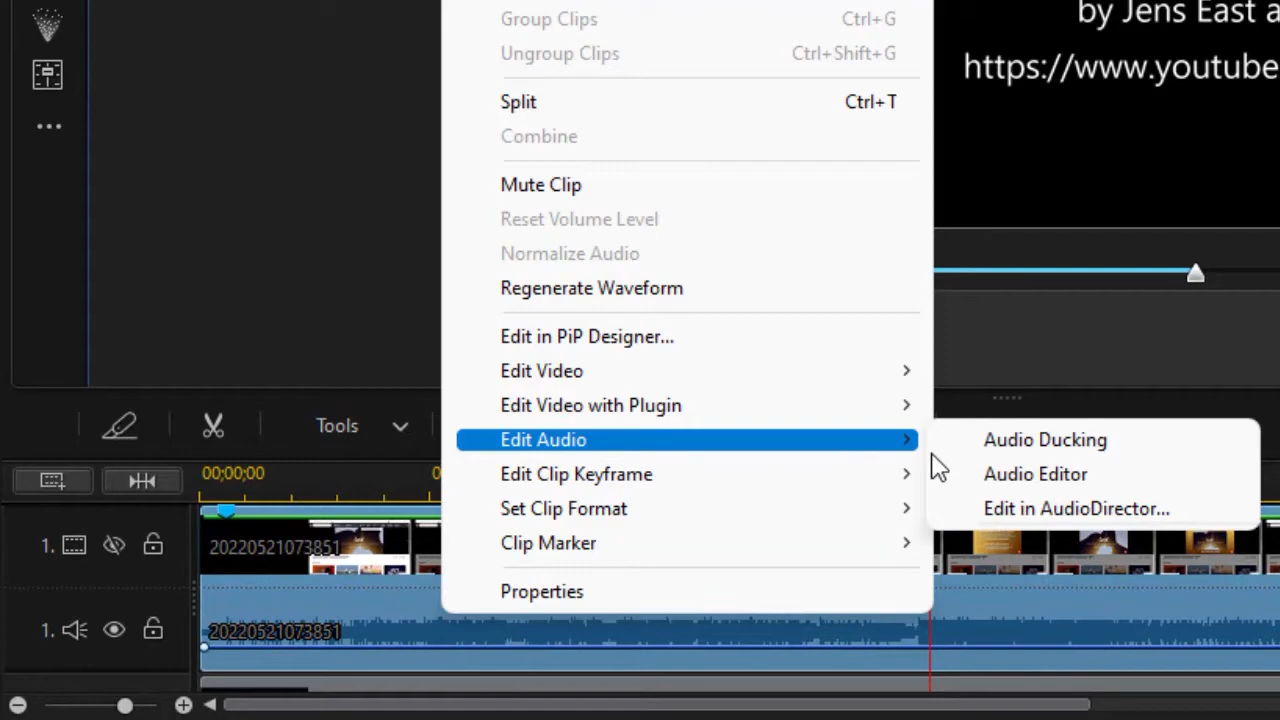 by Jens East a
https://www.youtube
Group Clips Ctrl+G
Ungroup Clips Ctrl+Shift+G
Split Ctrl+T
Combine
Mute Clip
Reset Volume Level
Normalize Audio
Regenerate Waveform
Edit in PiP Designer...
Edit Video
Edit Video with Plugin
Edit Audio
Edit Clip Keyframe
Set Clip Format
Clip Marker
Properties
Audio Ducking
Audio Editor
Edit in AudioDirector...
Tools
00;00;00 0
1. 20220521073851
1. 20220521073851